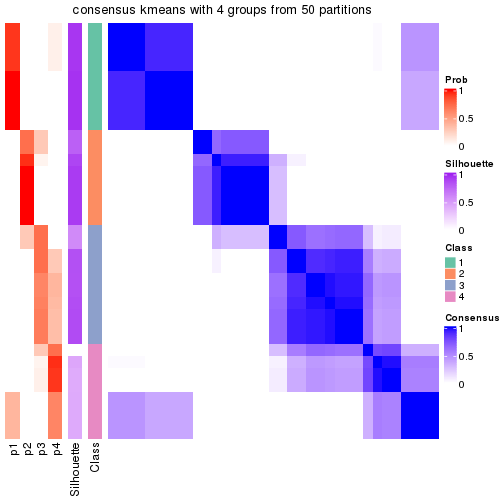 consensus kmeans with 4 groups from 50 partitions
Prob
1
0.5
0
Silhouette
1
0.5
0
Class
1
2
3
4
Consensus
1
0.5
0
p1
p2
p3
p4
Silhouette
Class